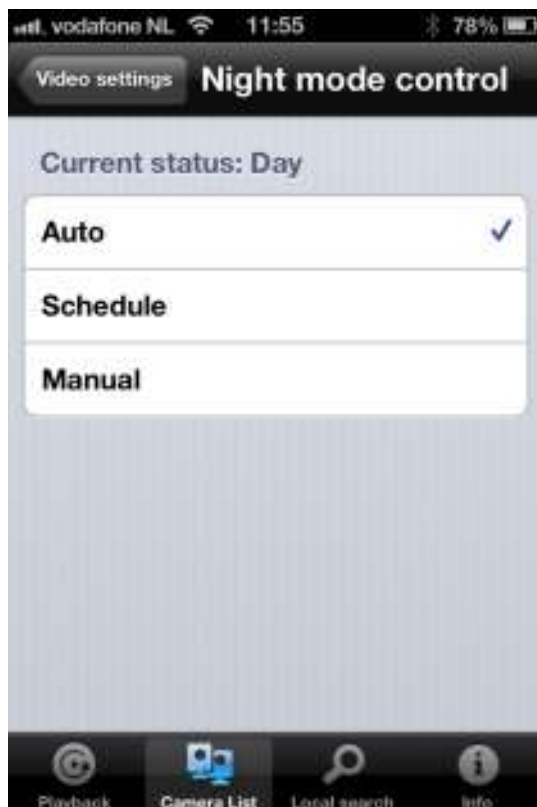 vodafone NL 11:55 78%
Video settings Night mode control
Current status: Day
Auto
Schedule
Manual
Playback Camera List Local search Info